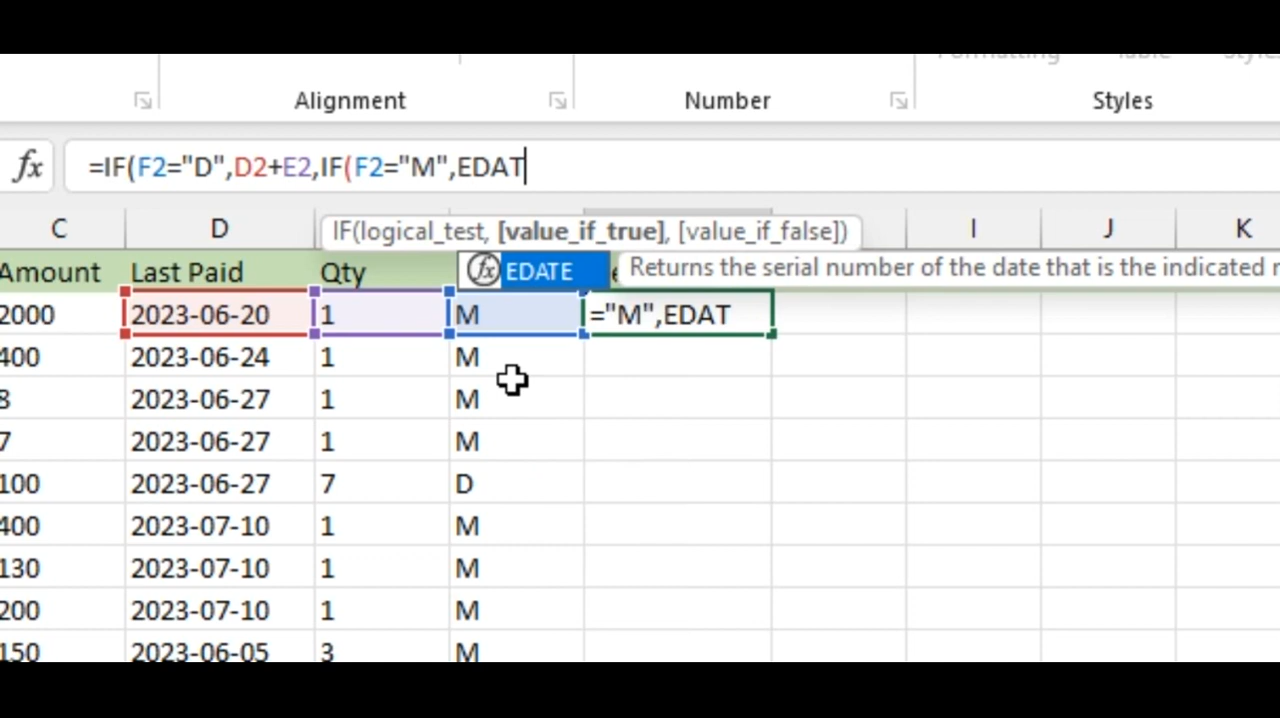 Alignment Number Styles
fx =IF(F2="D",D2+E2,IF(F2="M",EDAT
C D I J K
IF(logical_test, [value_if_true], [value_if_false])
Amount Last Paid Qty EDATE Returns the serial number of the date that is the indicated
2000 2023-06-20 1 M ="M",EDAT
400 2023-06-24 1 M
8 2023-06-27 1 M
7 2023-06-27 1 M
100 2023-06-27 7 D
400 2023-07-10 1 M
130 2023-07-10 1 M
200 2023-07-10 1 M
150 2023-06-05 3 M